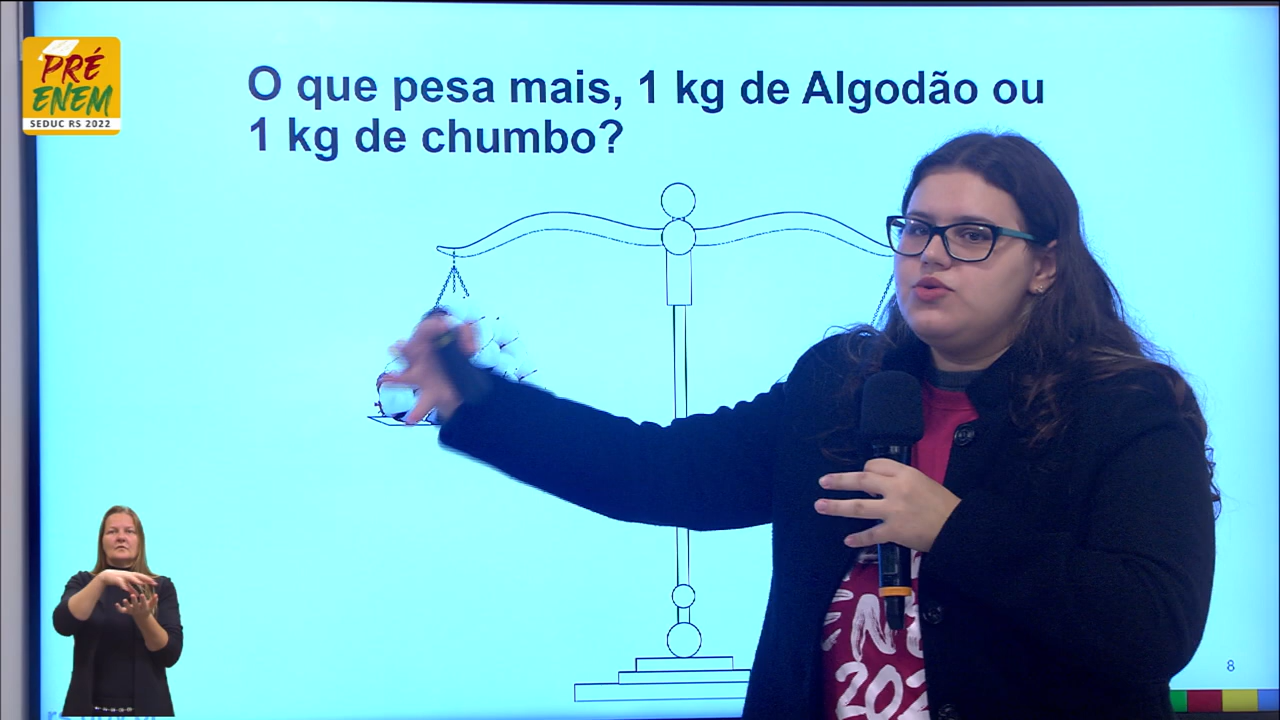 PRÉ
ENEM
SEDUC RS 2022
O que pesa mais, 1 kg de Algodão ou
1 kg de chumbo?
8